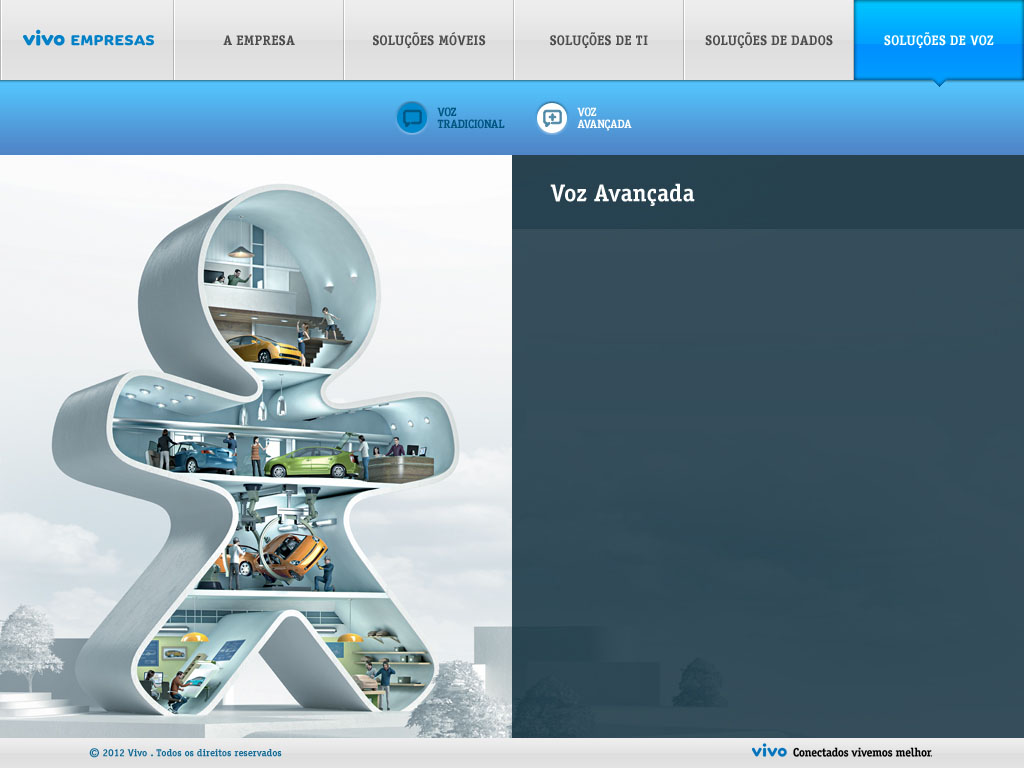 vivo EMPRESAS
A EMPRESA
SOLUÇÕES MÓVEIS
SOLUÇÕES DE TI
SOLUÇÕES DE DADOS
SOLUÇÕES DE VOZ
VOZ
TRADICIONAL
VOZ
AVANÇADA
Voz Avançada
© 2012 Vivo . Todos os direitos reservados
vivo Conectados vivemos melhor.